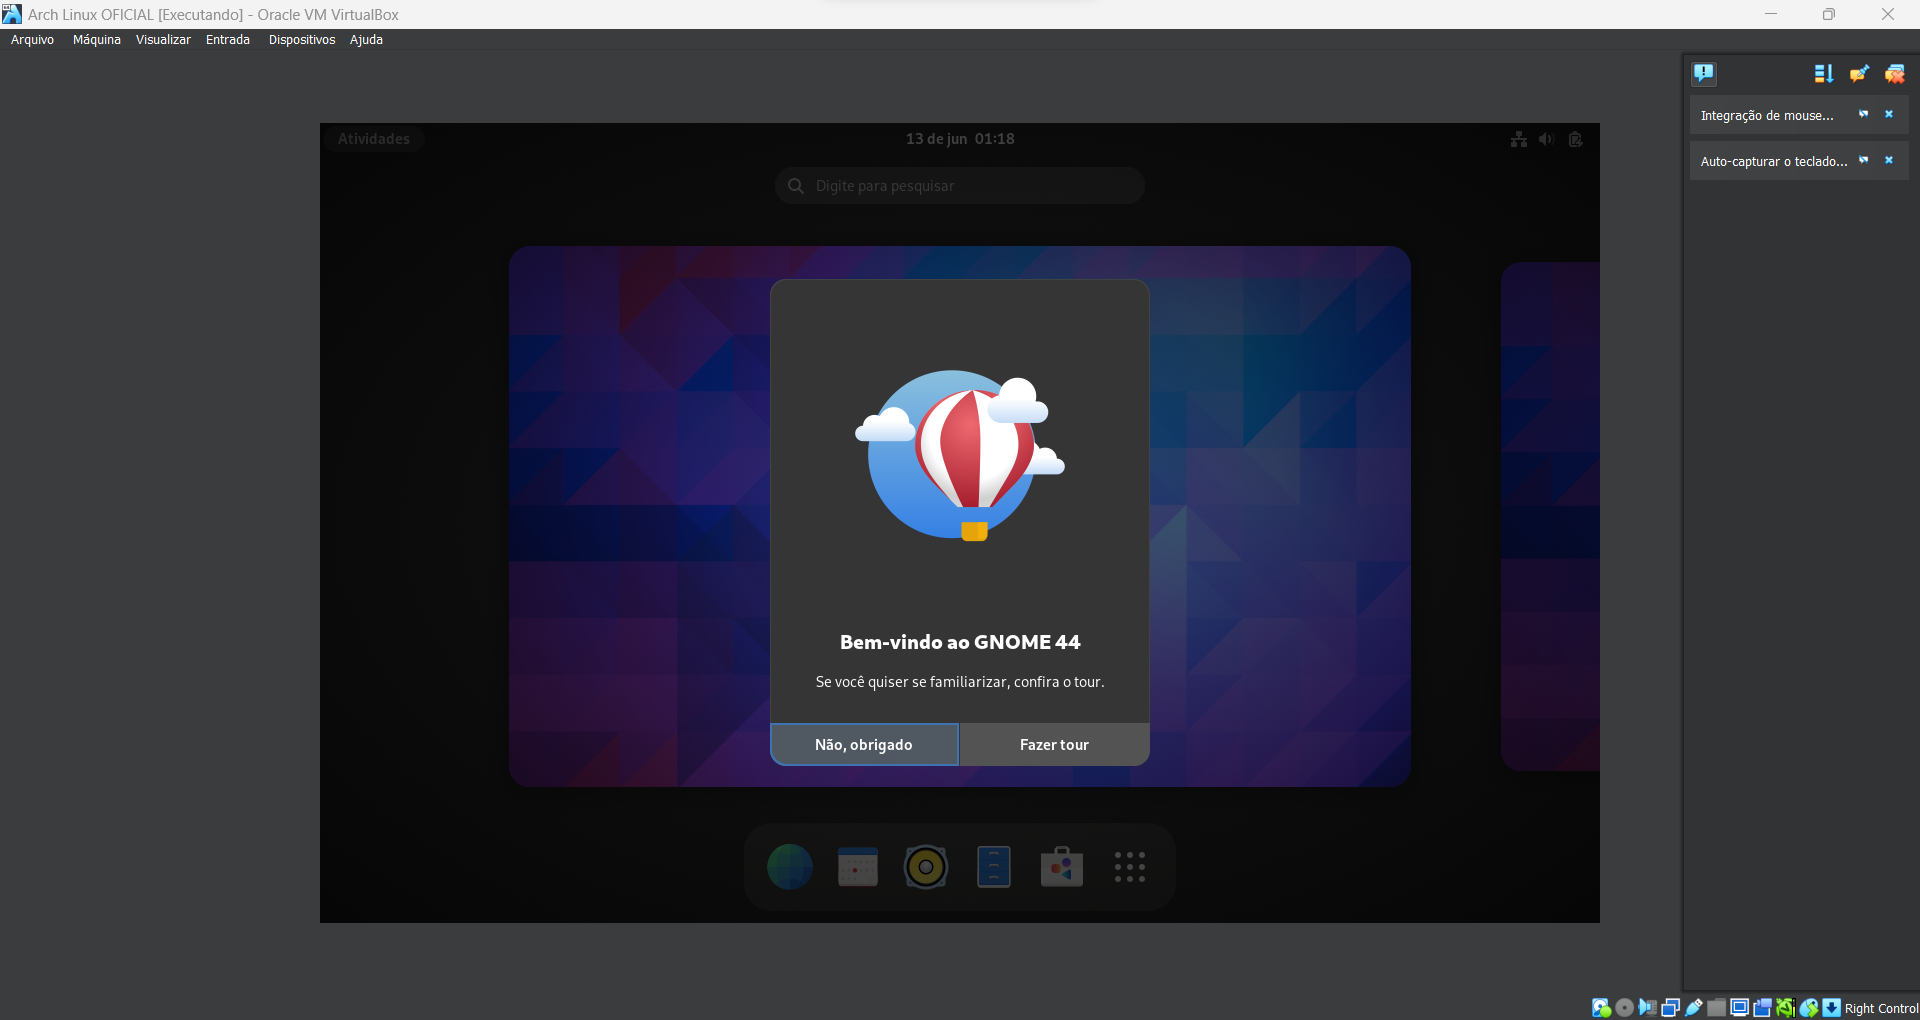 Arch Linux OFICIAL [Executando] - Oracle VM VirtualBox
Arquivo Máquina Visualizar Entrada Dispositivos Ajuda
Integração de mouse...
Auto-capturar o teclado...
Atividades
13 de jun 01:18
Digite para pesquisar
Bem-vindo ao GNOME 44
Se você quiser se familiarizar, confira o tour.
Não, obrigado
Fazer tour
Right Control